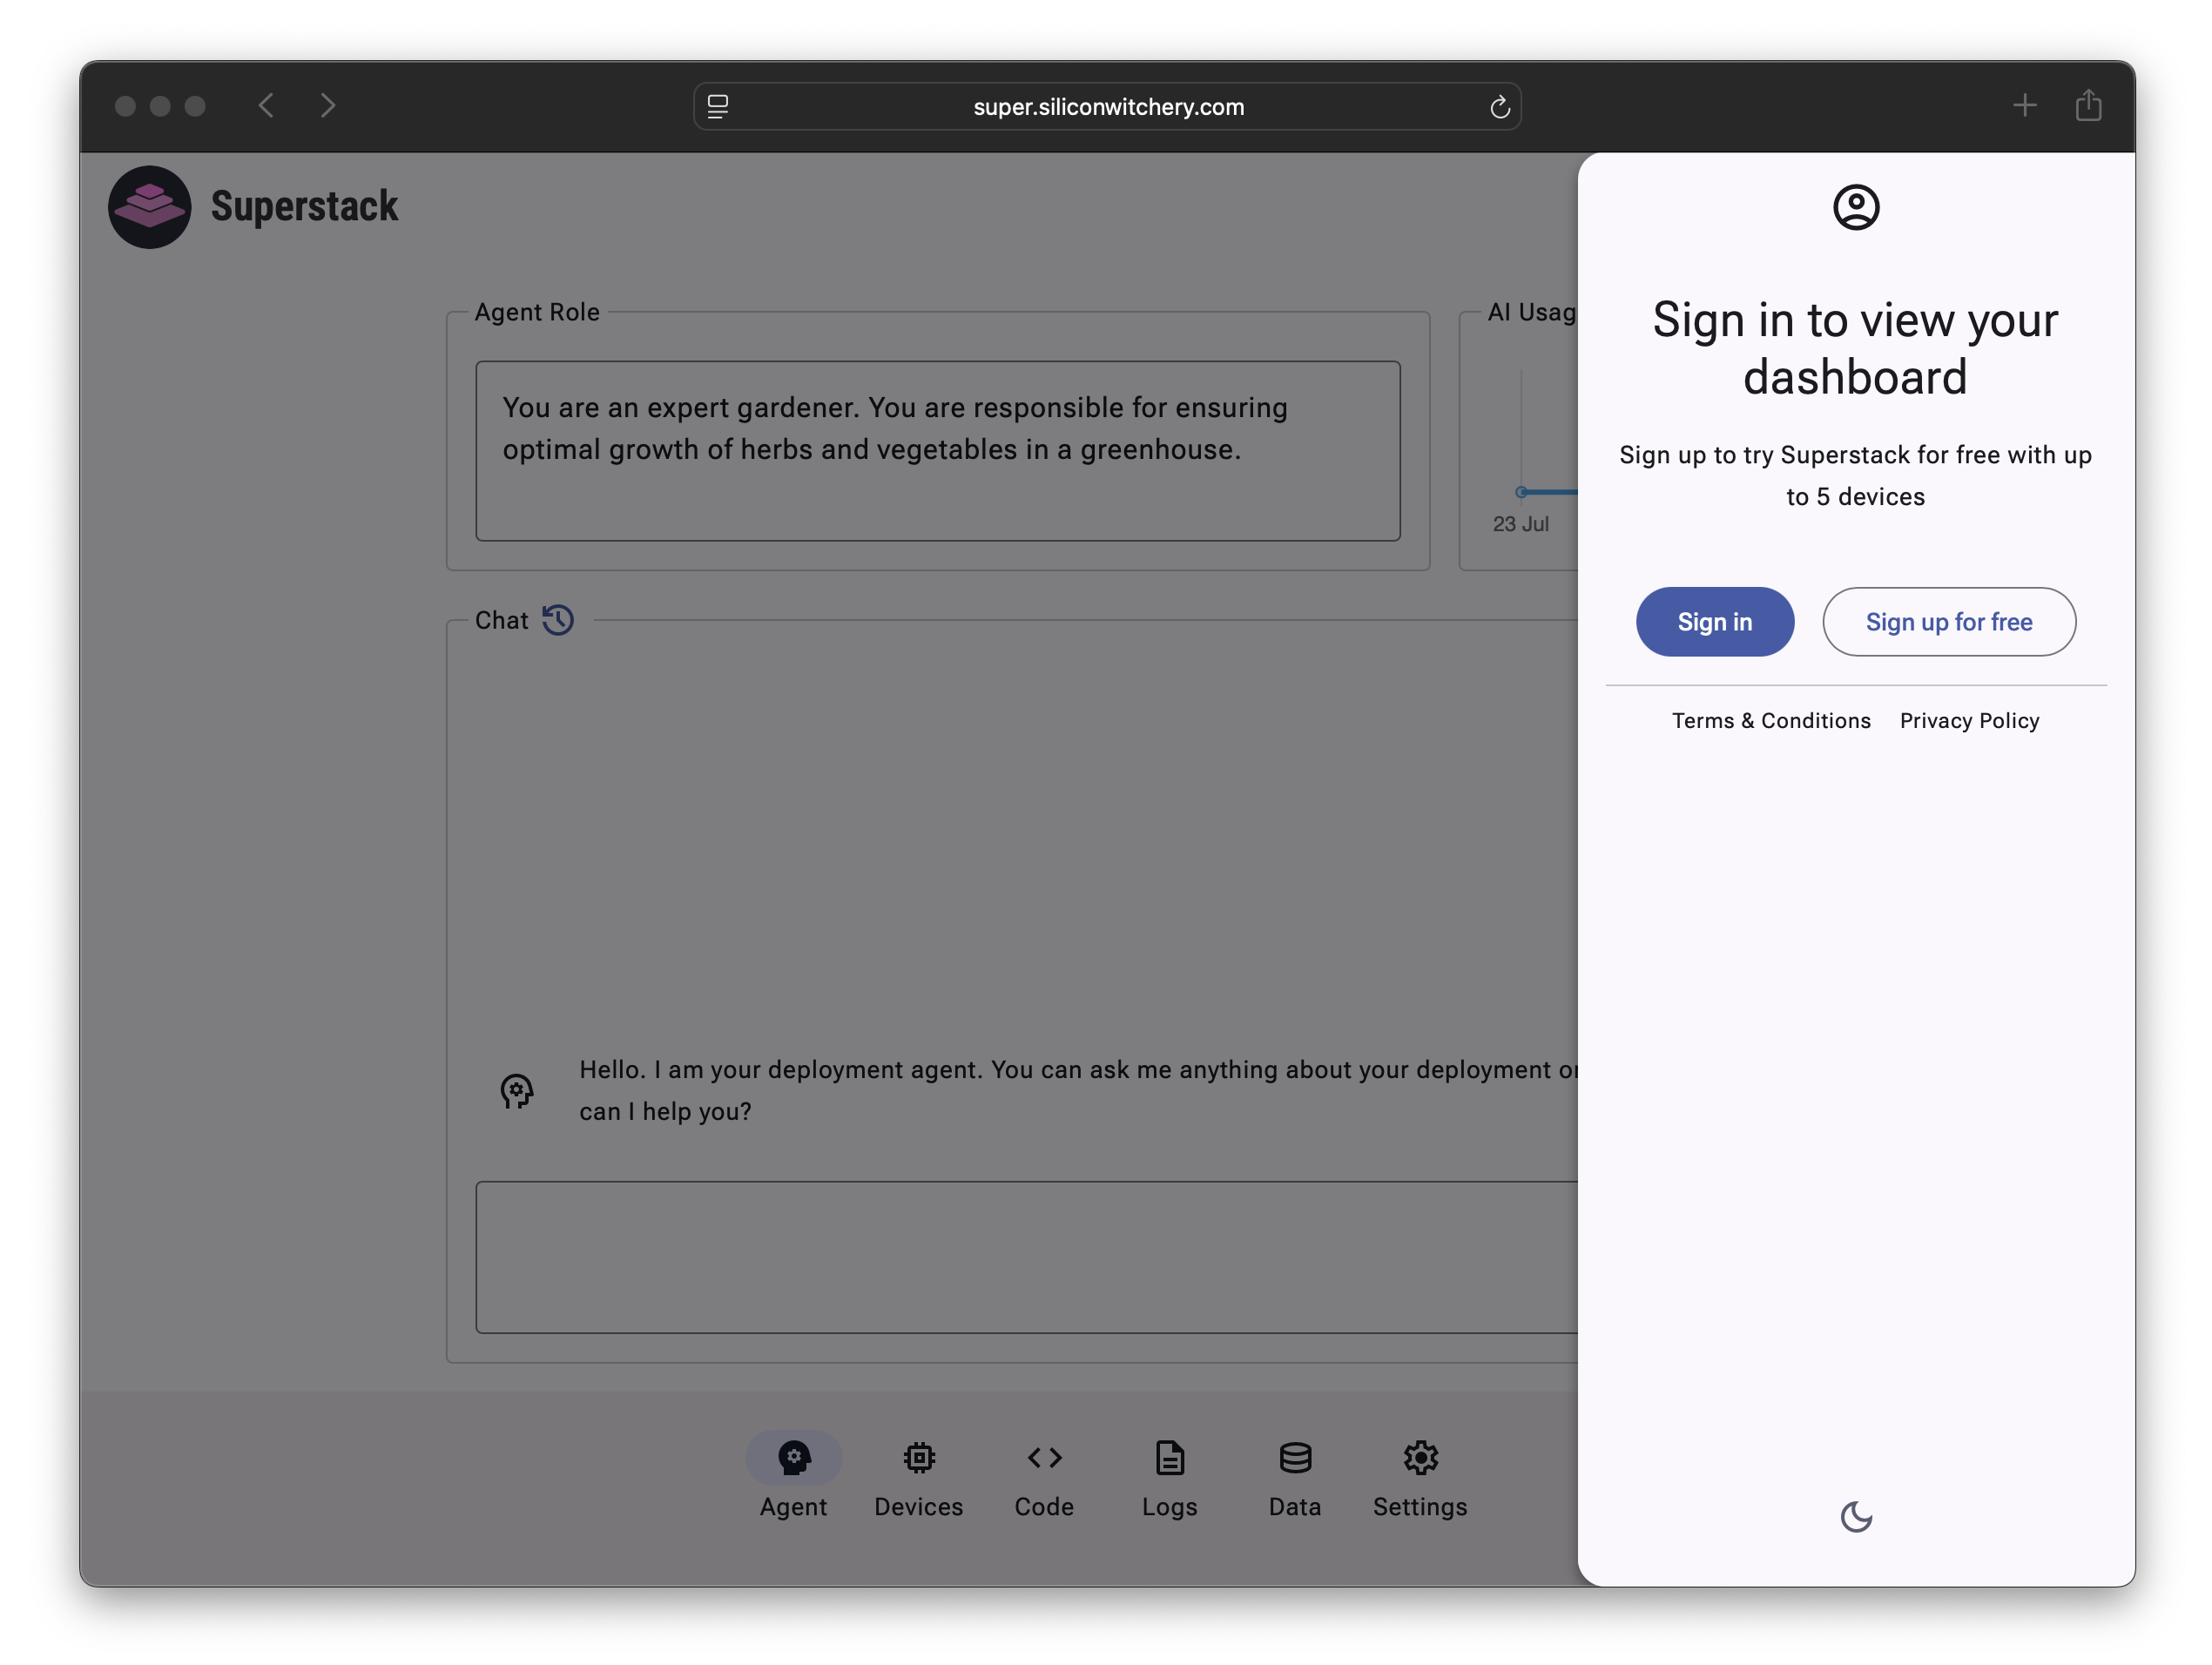 super.siliconwitchery.com
Superstack
Agent Role
You are an expert gardener. You are responsible for ensuring
optimal growth of herbs and vegetables in a greenhouse.
AI Usag
23 Jul
Chat
Hello. I am your deployment agent. You can ask me anything about your deployment or
can I help you?
Agent
Devices
Code
Logs
Data
Settings
Sign in to view your
dashboard
Sign up to try Superstack for free with up
to 5 devices
Sign in
Sign up for free
Terms & Conditions
Privacy Policy